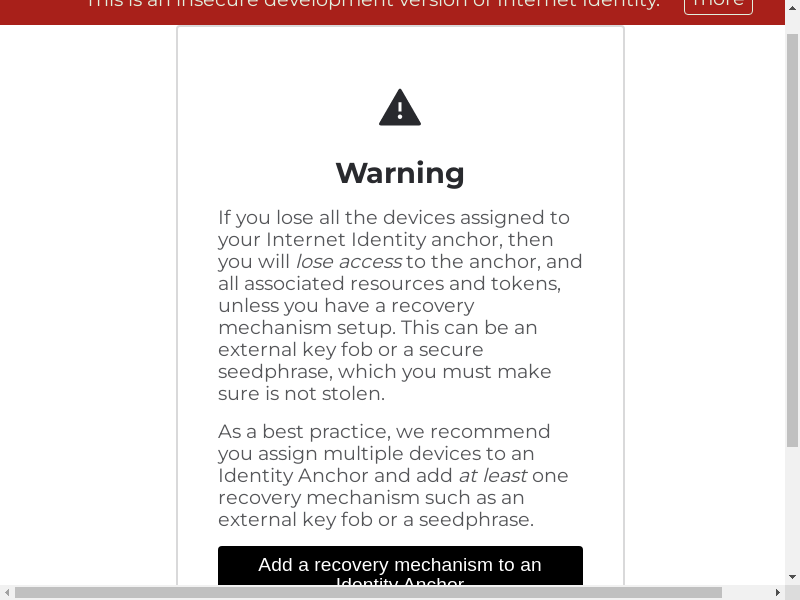 This is an insecure development version of Internet Identity. more
Warning
If you lose all the devices assigned to
your Internet Identity anchor, then
you will lose access to the anchor, and
all associated resources and tokens,
unless you have a recovery
mechanism setup. This can be an
external key fob or a secure
seedphrase, which you must make
sure is not stolen.
As a best practice, we recommend
you assign multiple devices to an
Identity Anchor and add at least one
recovery mechanism such as an
external key fob or a seedphrase.
Add a recovery mechanism to an
Identity Anchor